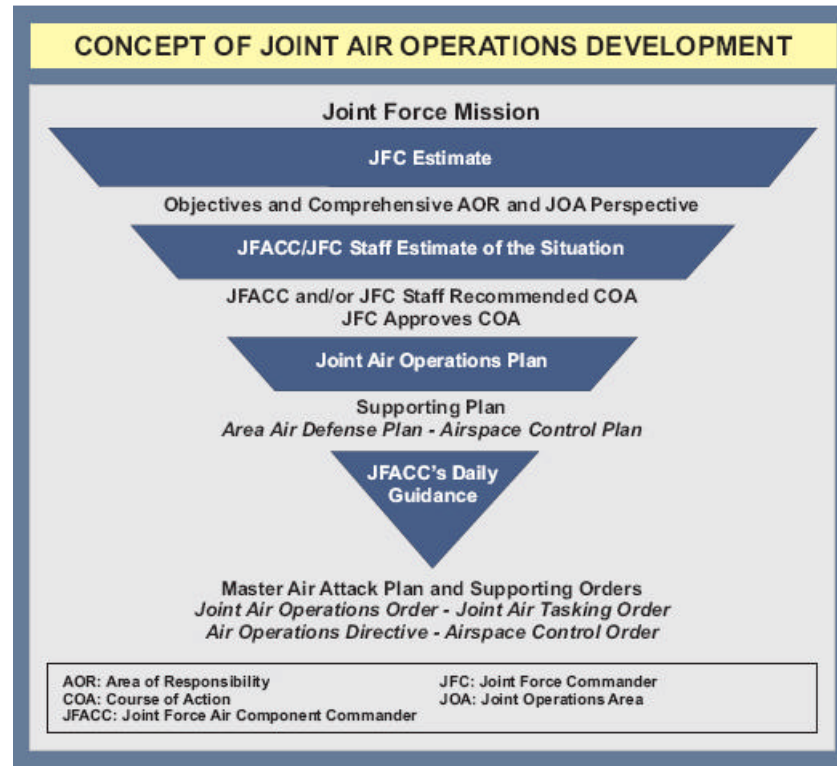 CONCEPT OF JOINT AIR OPERATIONS DEVELOPMENT
Joint Force Mission
JFC Estimate
Objectives and Comprehensive AOR and JOA Perspective
JFACC/JFC Staff Estimate of the Situation
JFACC and/or JFC Staff Recommended COA
JFC Approves COA
Joint Air Operations Plan
Supporting Plan
Area Air Defense Plan - Airspace Control Plan
JFACC's Daily
Guidance
Master Air Attack Plan and Supporting Orders
Joint Air Operations Order - Joint Air Tasking Order
Air Operations Directive - Airspace Control Order
AOR: Area of Responsibility
COA: Course of Action
JFACC: Joint Force Air Component Commander
JFC: Joint Force Commander
JOA: Joint Operations Area